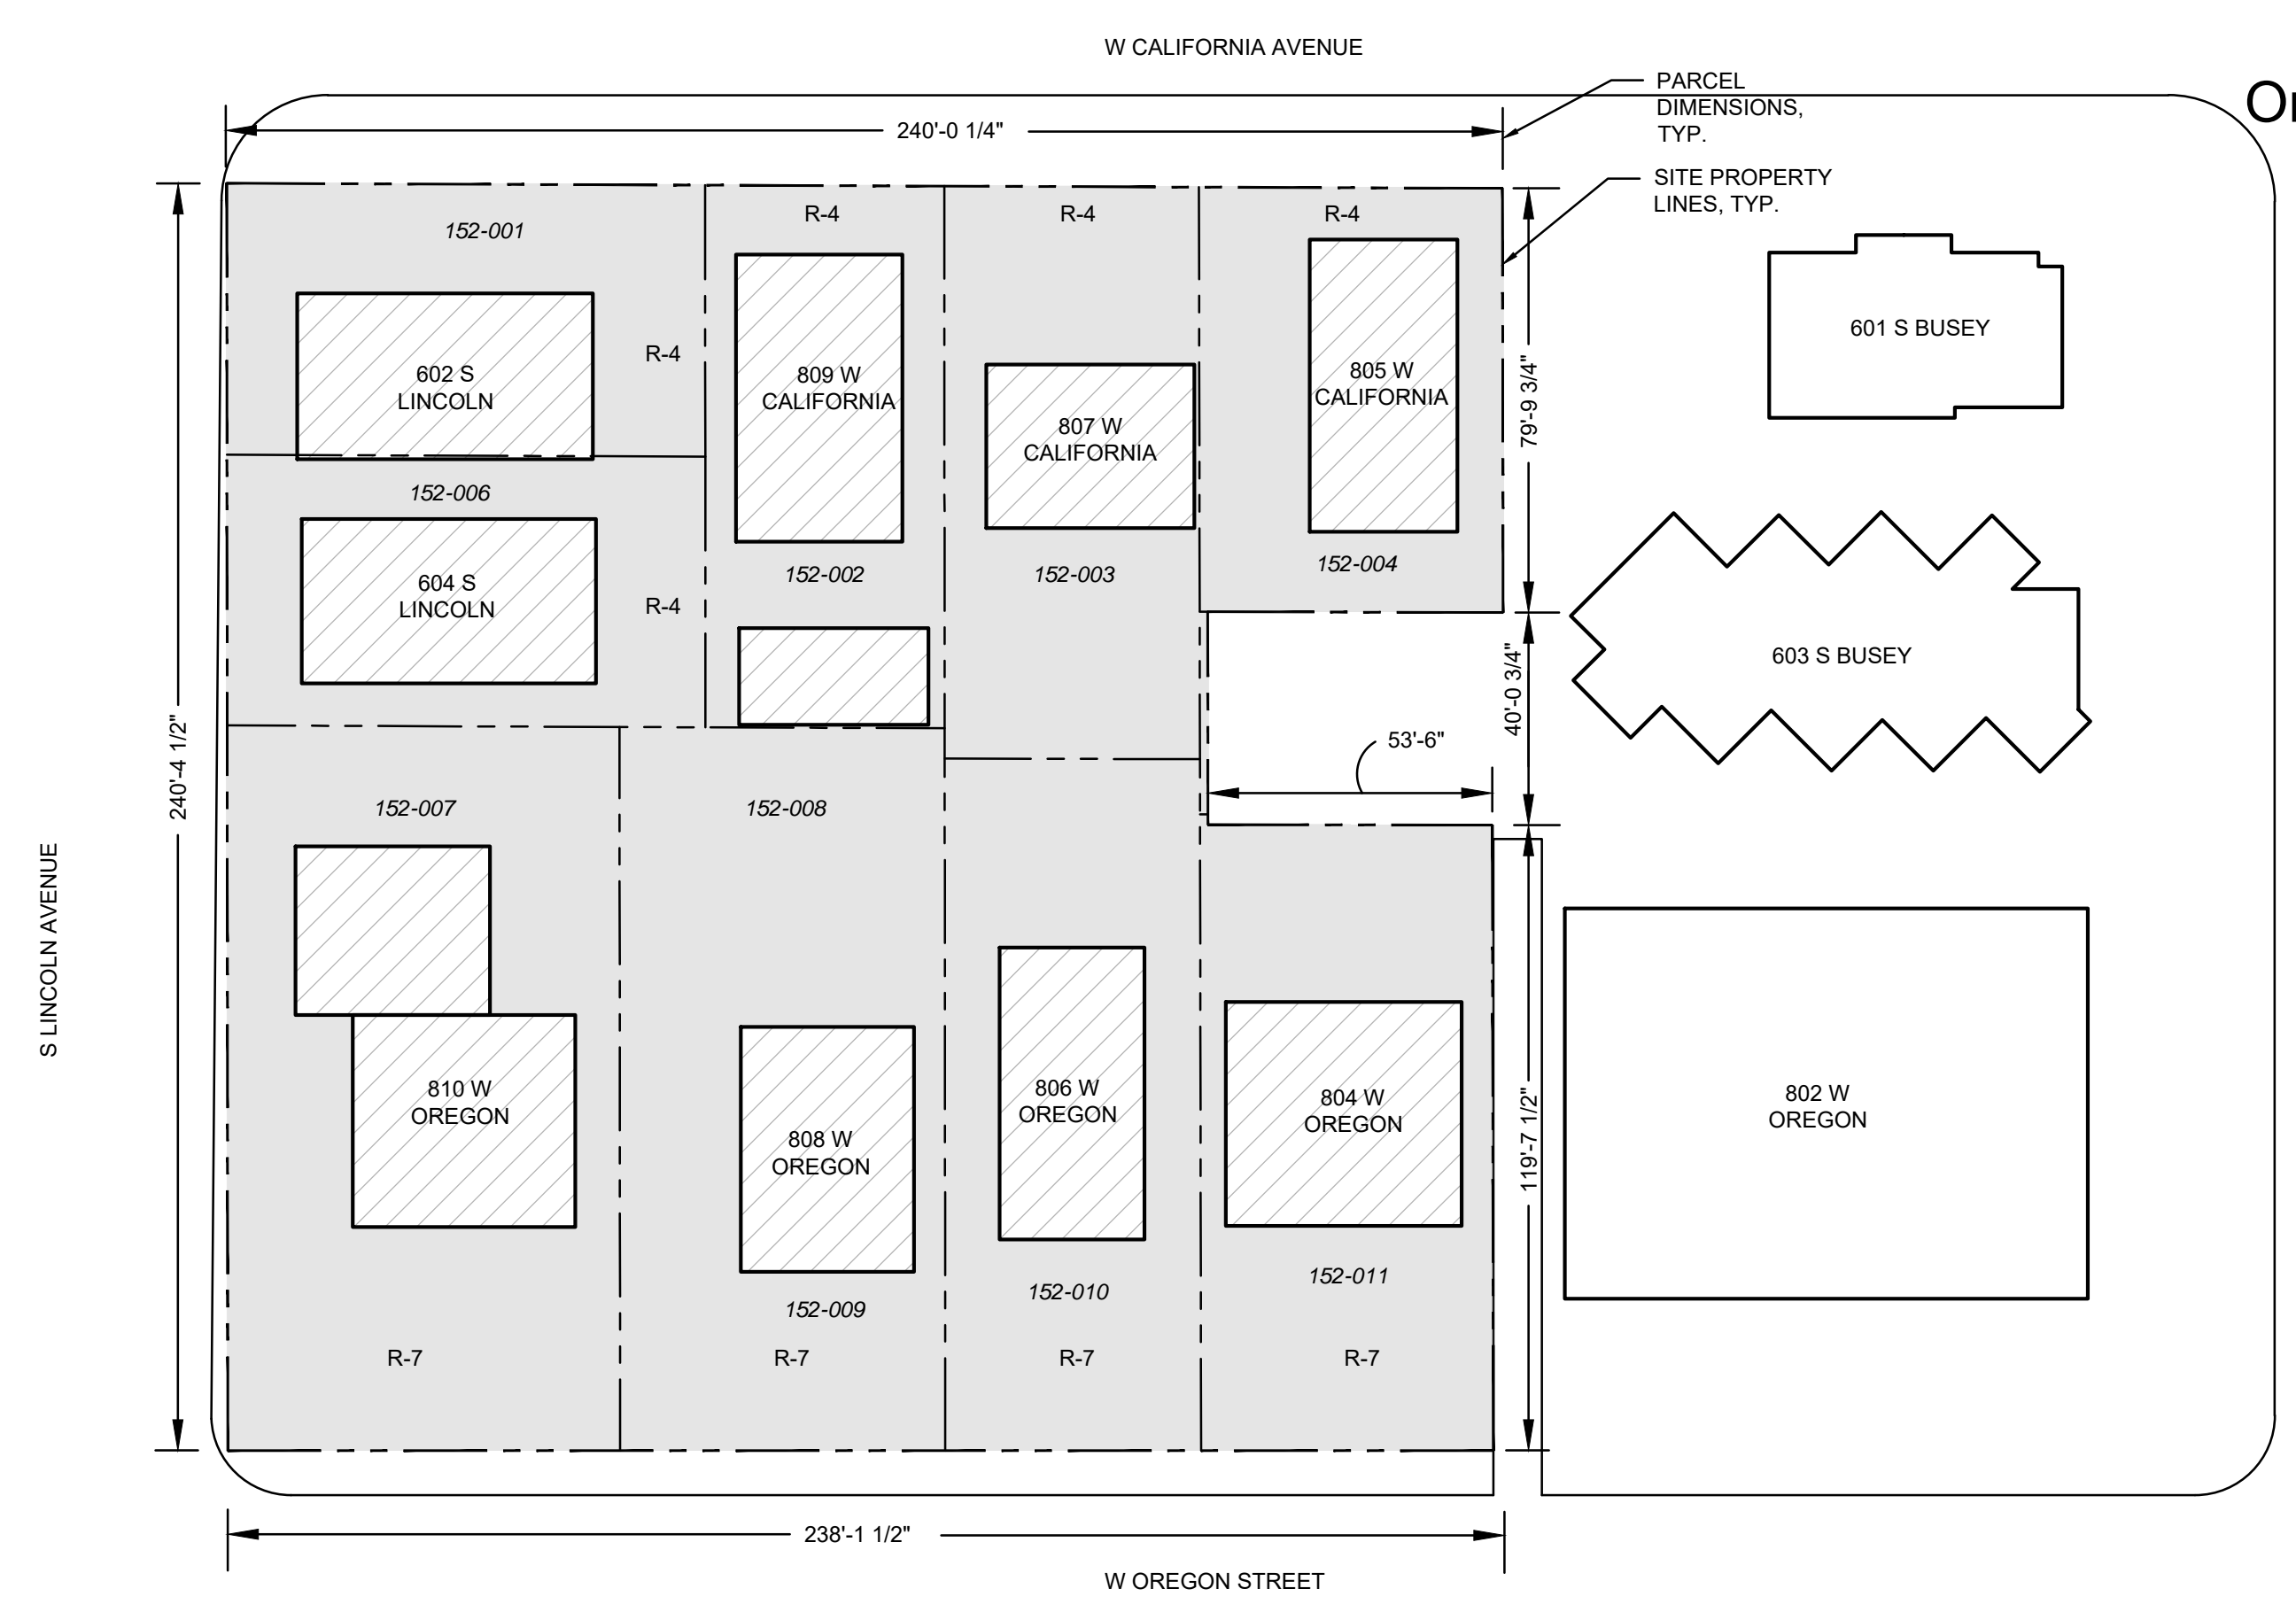 W CALIFORNIA AVENUE
PARCEL
DIMENSIONS,
TYP.
240'-0 1/4"
SITE PROPERTY
LINES, TYP.
152-001
R-4
R-4
R-4
R-4
602 S
LINCOLN
809 W
CALIFORNIA
807 W
CALIFORNIA
805 W
CALIFORNIA
79'-9 3/4"
601 S BUSEY
152-006
604 S
LINCOLN
R-4
152-002
152-003
152-004
40'-0 3/4"
603 S BUSEY
240'-4 1/2"
53'-6"
152-007
152-008
S LINCOLN AVENUE
810 W
OREGON
808 W
OREGON
806 W
OREGON
804 W
OREGON
119'-7 1/2"
802 W
OREGON
152-009
152-010
152-011
R-7
R-7
R-7
R-7
238'-1 1/2"
W OREGON STREET